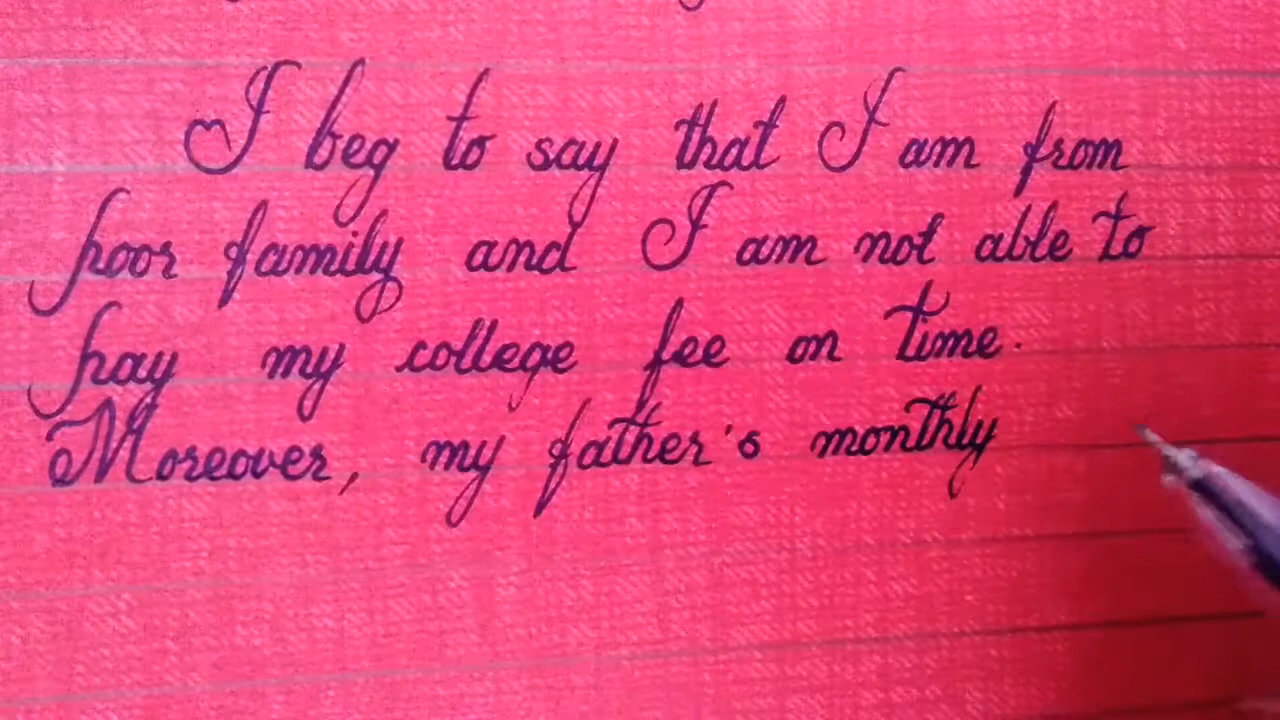 I beg to say that I am from
poor family and I am not able to
pay my college fee on time.
Moreover, my father's monthly